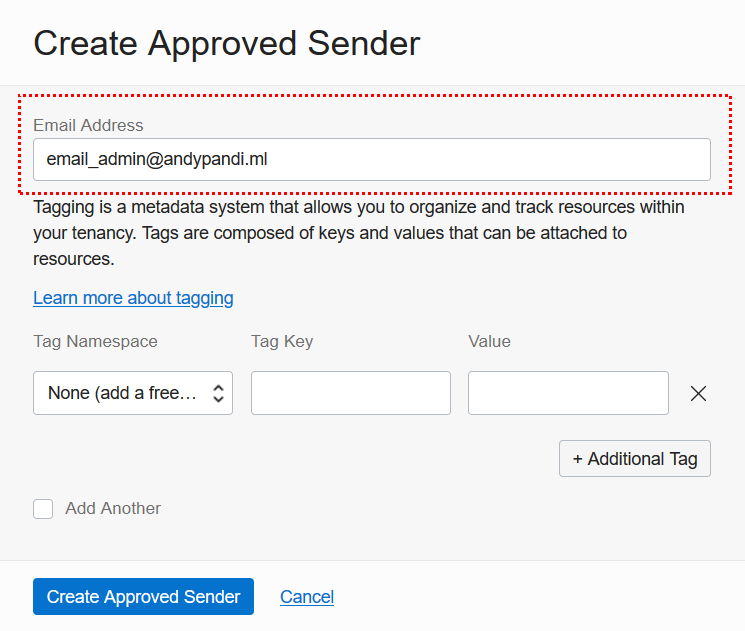 Create Approved Sender
Email Address
email_admin@andypandi.ml
Tagging is a metadata system that allows you to organize and track resources within
your tenancy. Tags are composed of keys and values that can be attached to
resources.
Learn more about tagging
Tag Namespace Tag Key Value
None (add a free…
+ Additional Tag
Add Another
Create Approved Sender Cancel